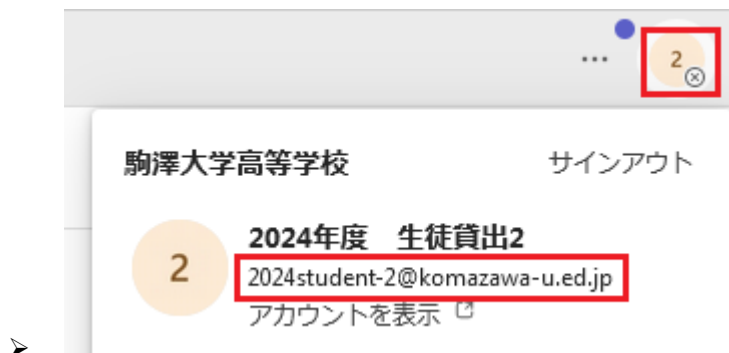 2
駒澤大学高等学校 サインアウト
2
2024年度　生徒貸出2
2024student-2@komazawa-u.ed.jp
アカウントを表示